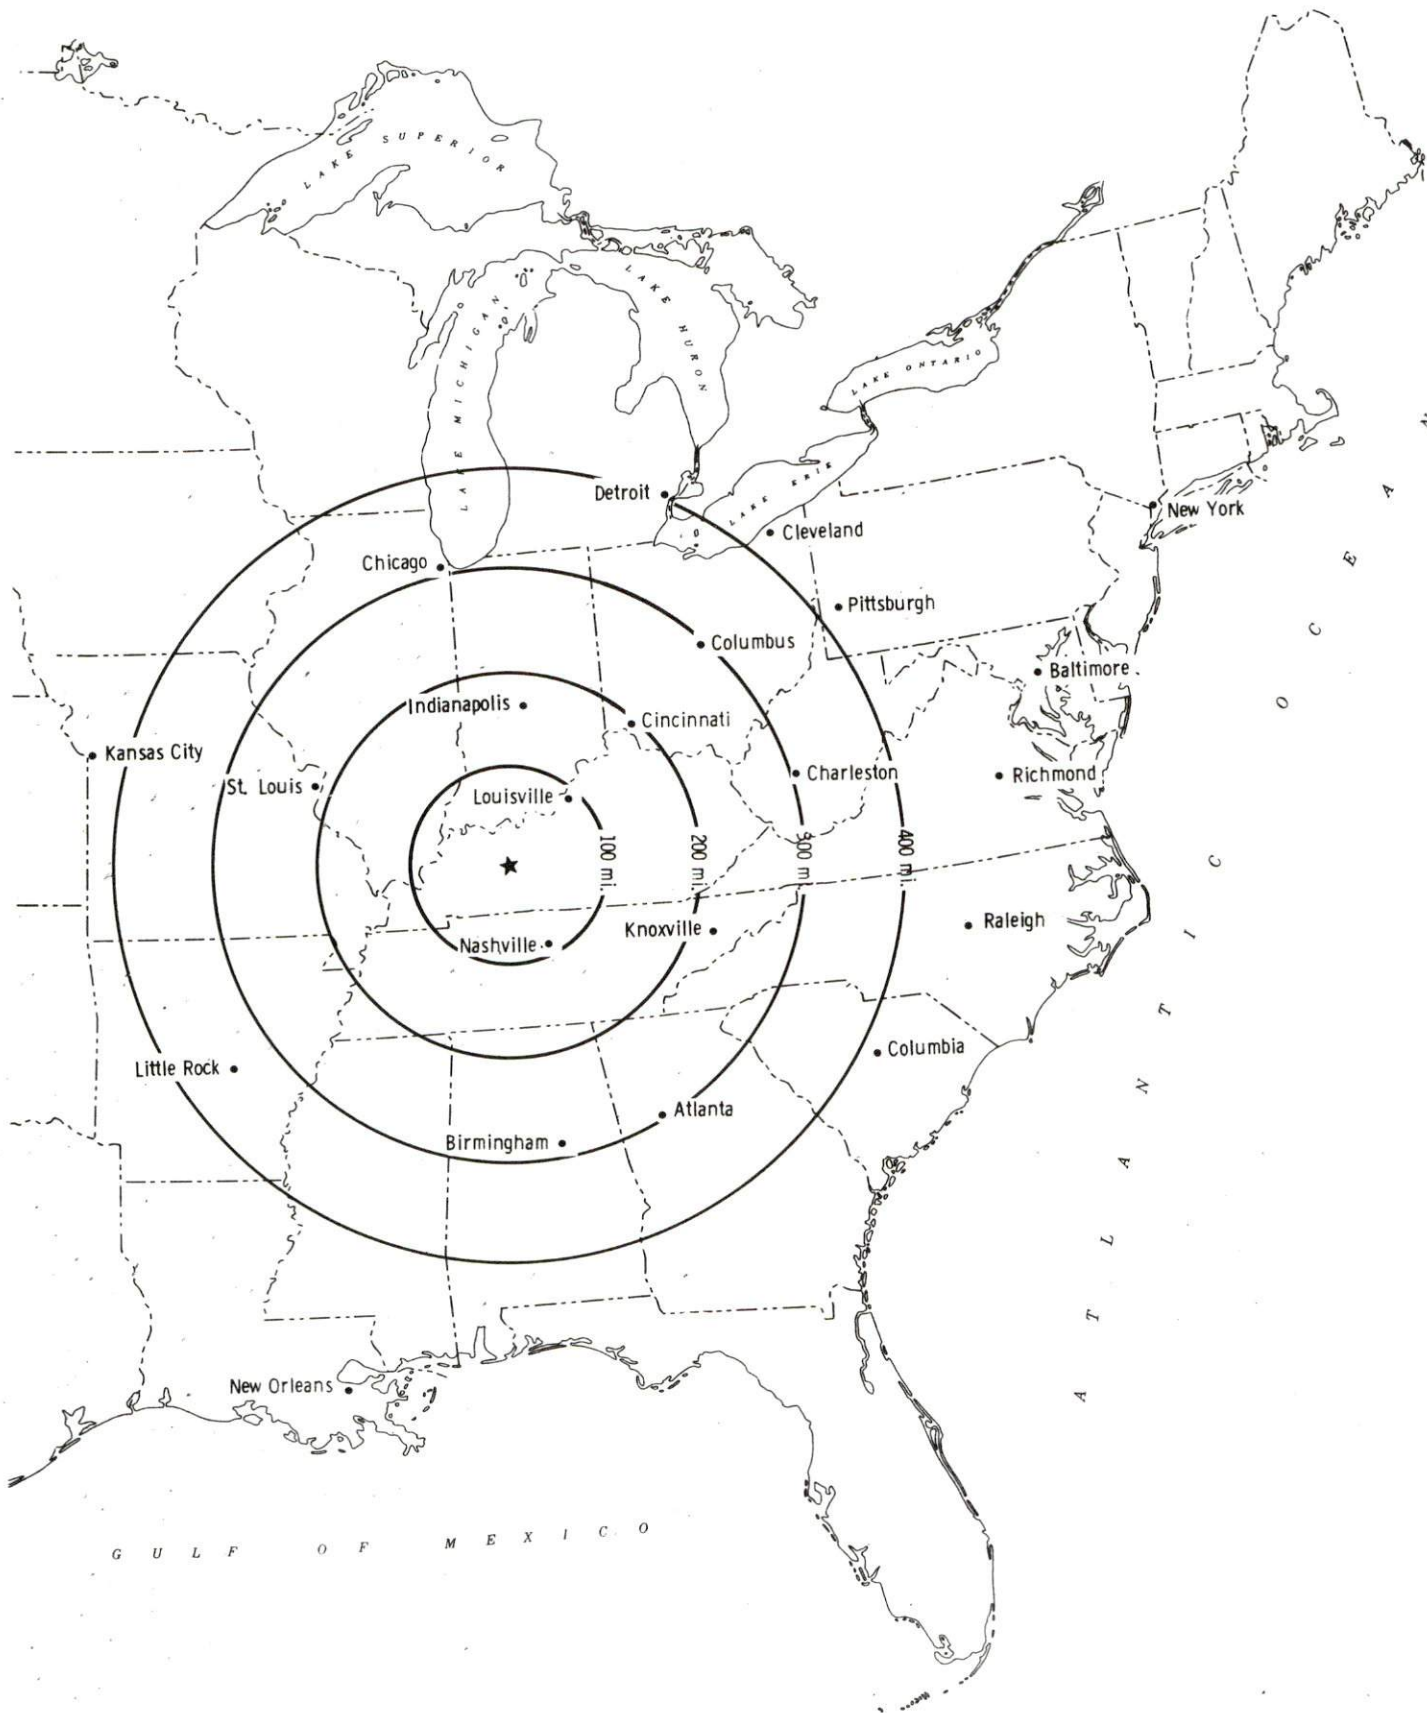 LAKE SUPERIOR
LAKE MICHIGAN
LAKE HURON
LAKE ONTARIO
LAKE ERIE
Detroit
New York
Cleveland
Chicago
Pittsburgh
Columbus
Baltimore
Indianapolis
Cincinnati
Kansas City
St. Louis
Charleston
Richmond
Louisville
100 mi.
200 mi.
300 mi.
400 mi.
Nashville
Knoxville
Raleigh
Little Rock
Columbia
Atlanta
Birmingham
New Orleans
ATLANTIC OCEAN
GULF OF MEXICO